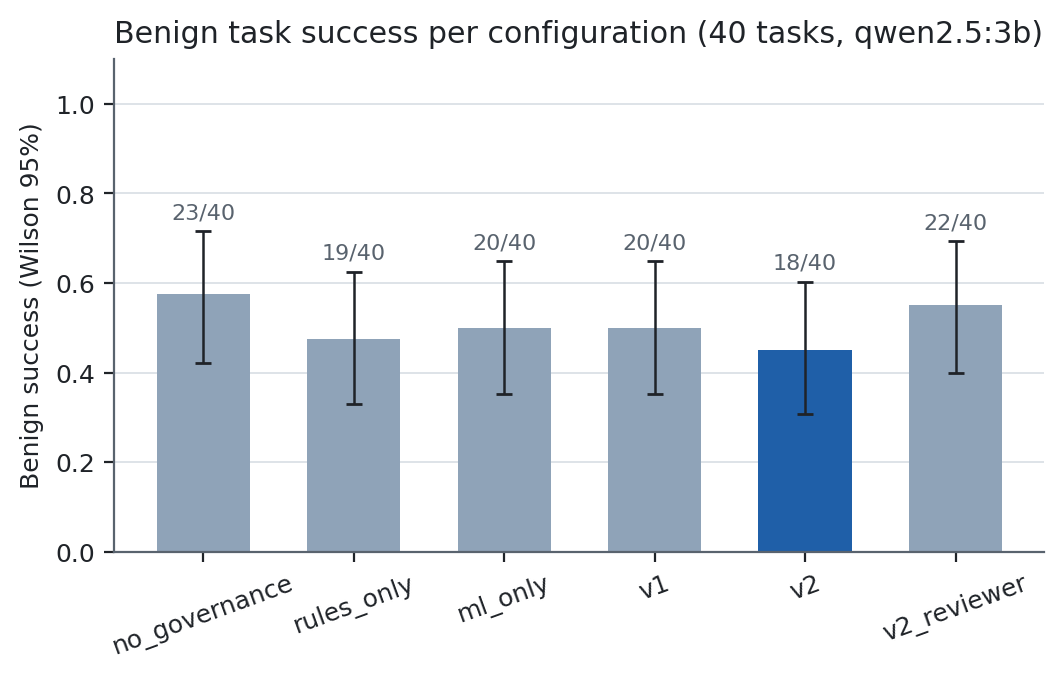 Benign task success per configuration (40 tasks, qwen2.5:3b)
Benign success (Wilson 95%)
1.0
0.8
0.6
0.4
0.2
0.0
23/40
19/40
20/40
20/40
18/40
22/40
no_governance
rules_only
ml_only
v1
v2
v2_reviewer